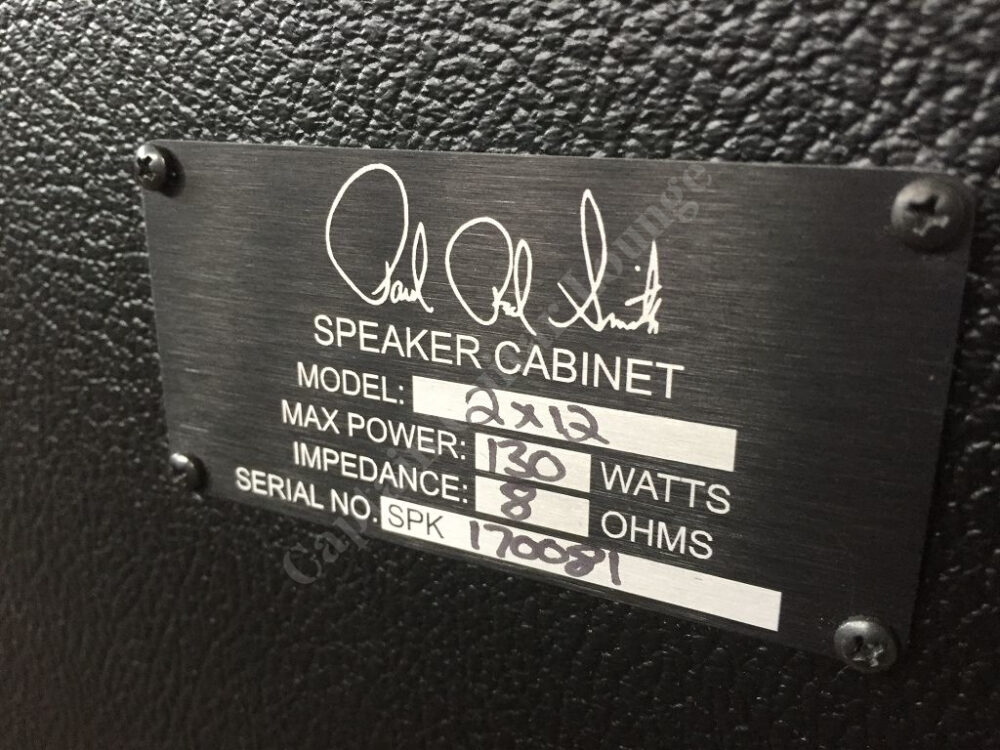 Paul Reed Smith
SPEAKER CABINET
MODEL: 2x12
MAX POWER: 130 WATTS
IMPEDANCE: 8 OHMS
SERIAL NO. SPK 170081